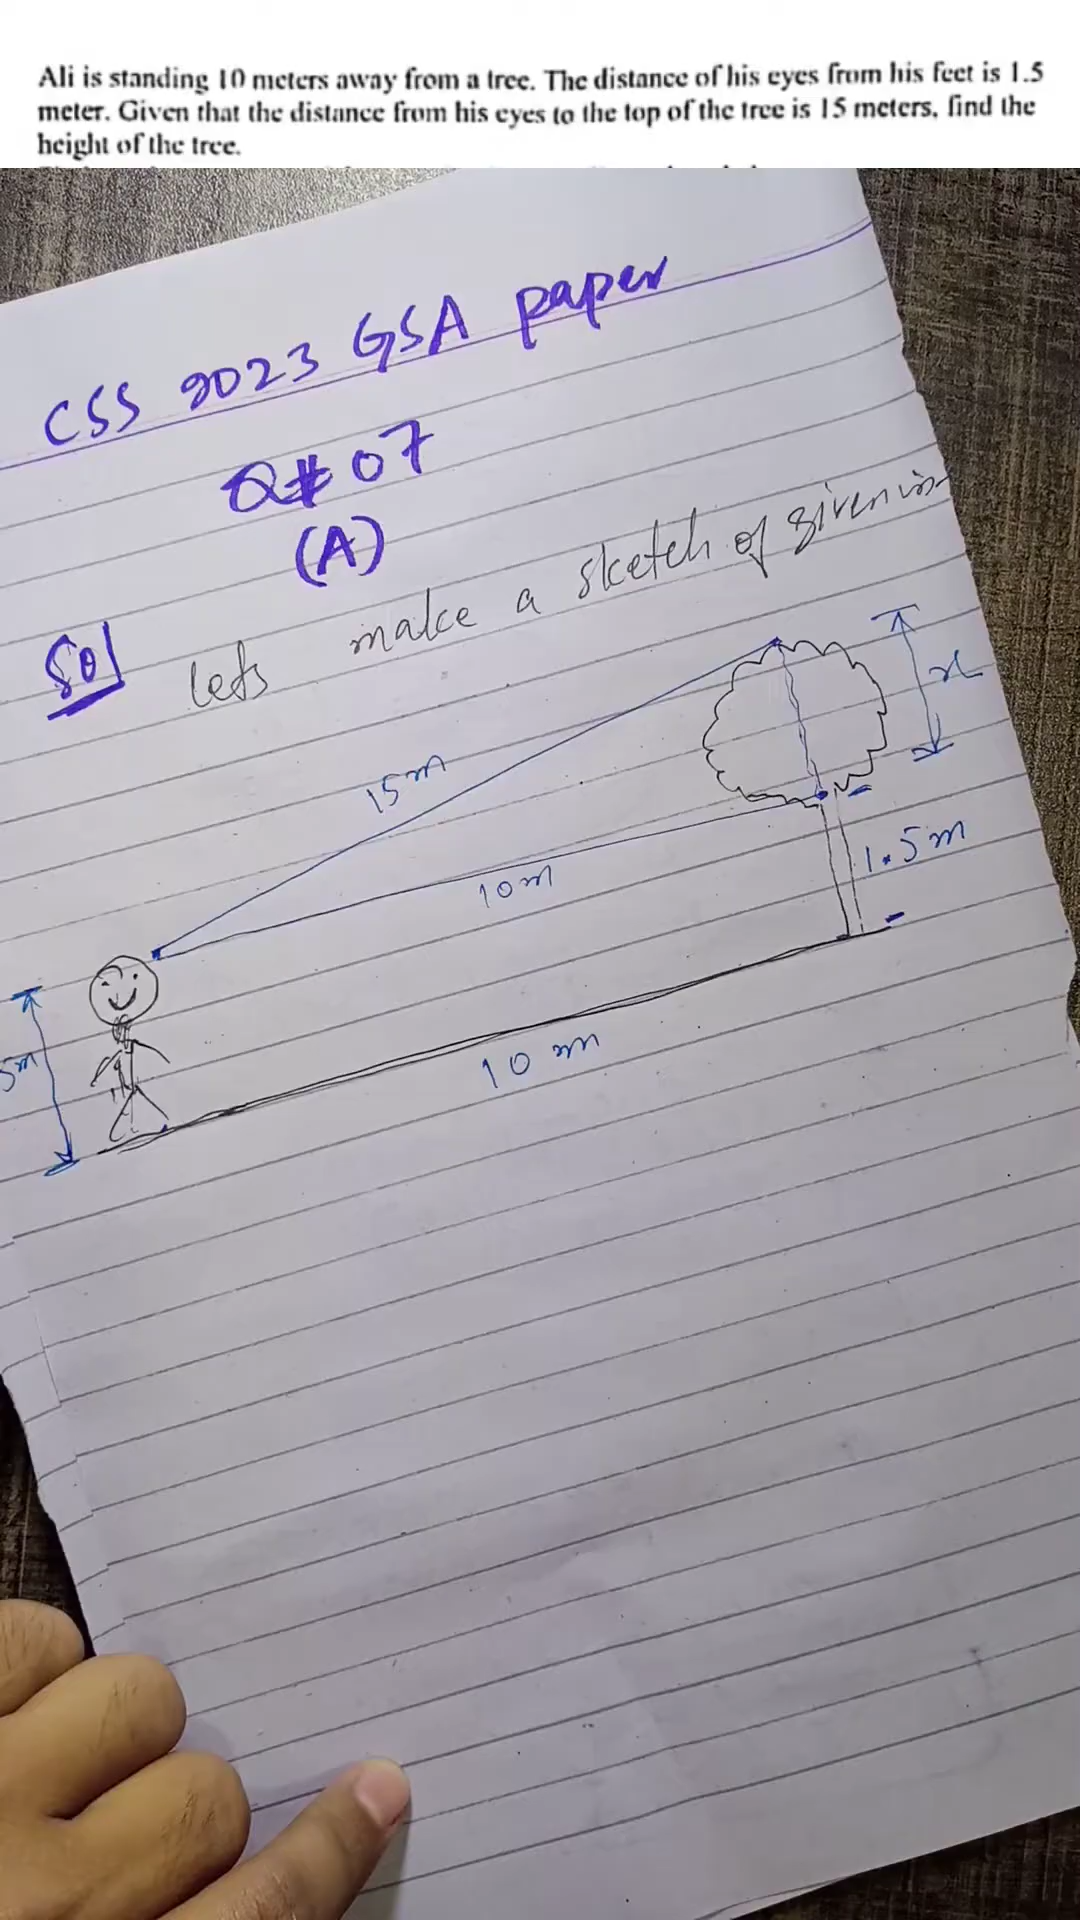 Ali is standing 10 meters away from a tree. The distance of his eyes from his feet is 1.5
meter. Given that the distance from his eyes to the top of the tree is 15 meters, find the
height of the tree.
CSS 2023 GSA paper
Q# 07
(A)
Sol lets make a sketch of given
x
15m
10m
1.5m
5m
10 m